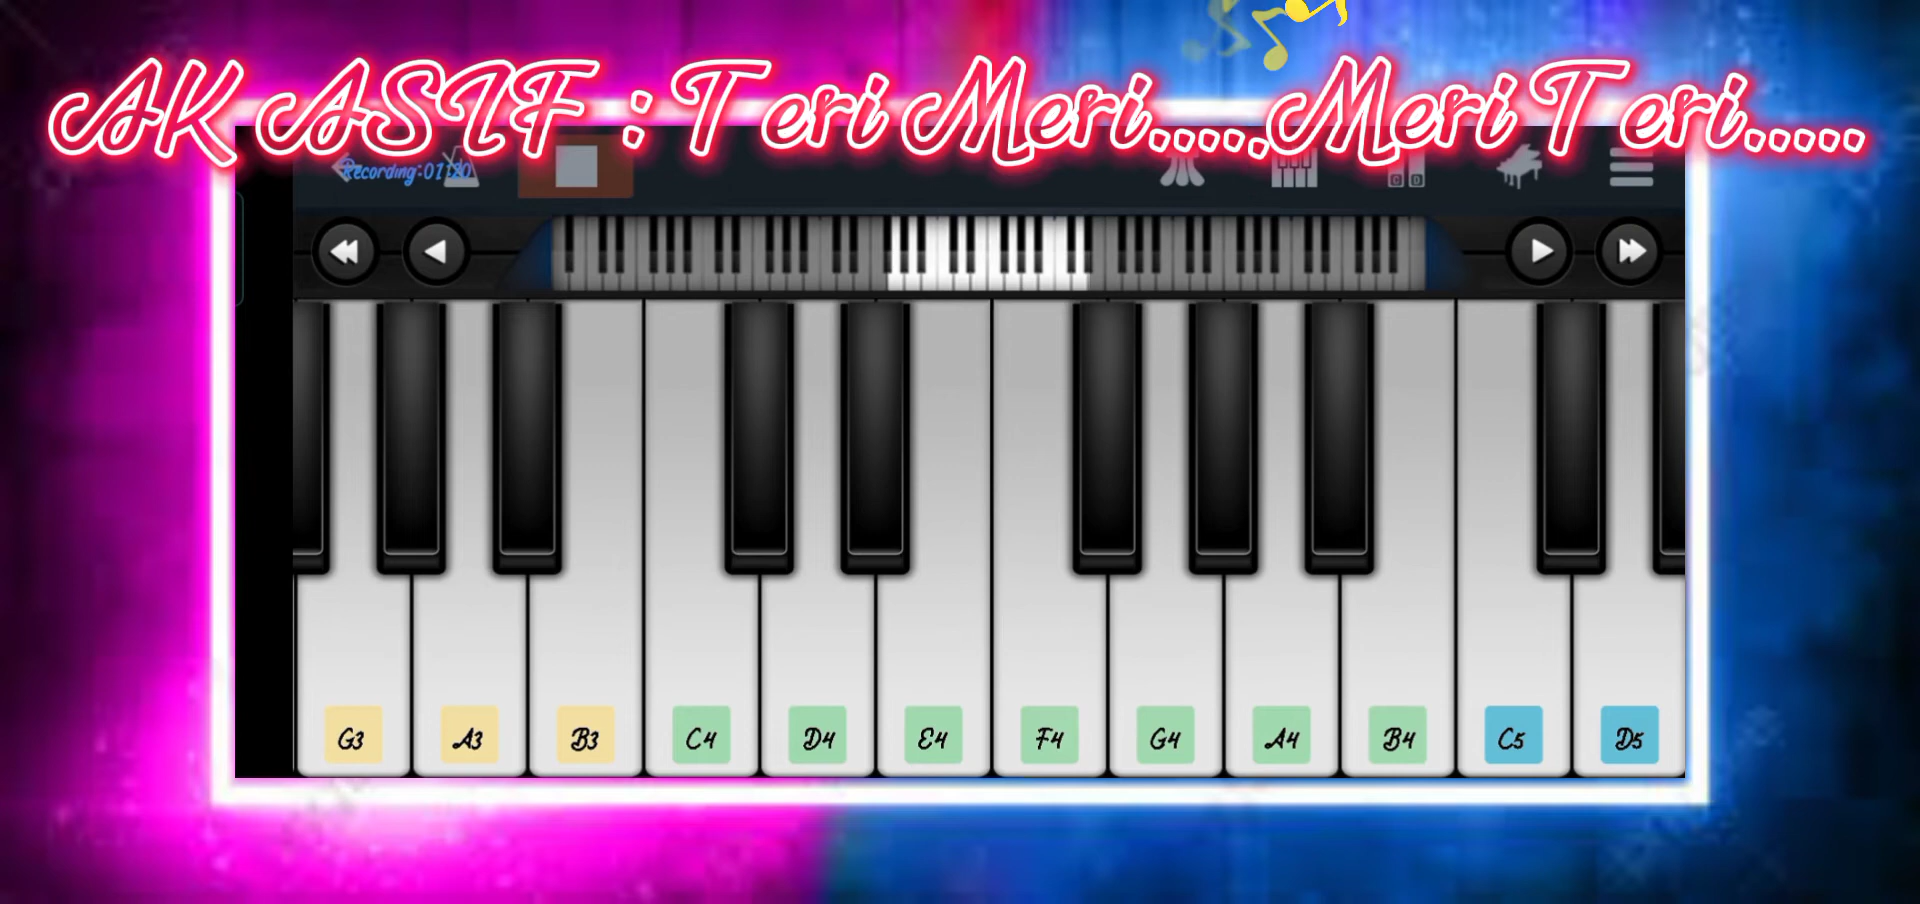 AK ASIF : Teri Meri.....Meri Teri.....
Recording:01:20
C D
G3 A3 B3 C4 D4 E4 F4 G4 A4 B4 C5 D5